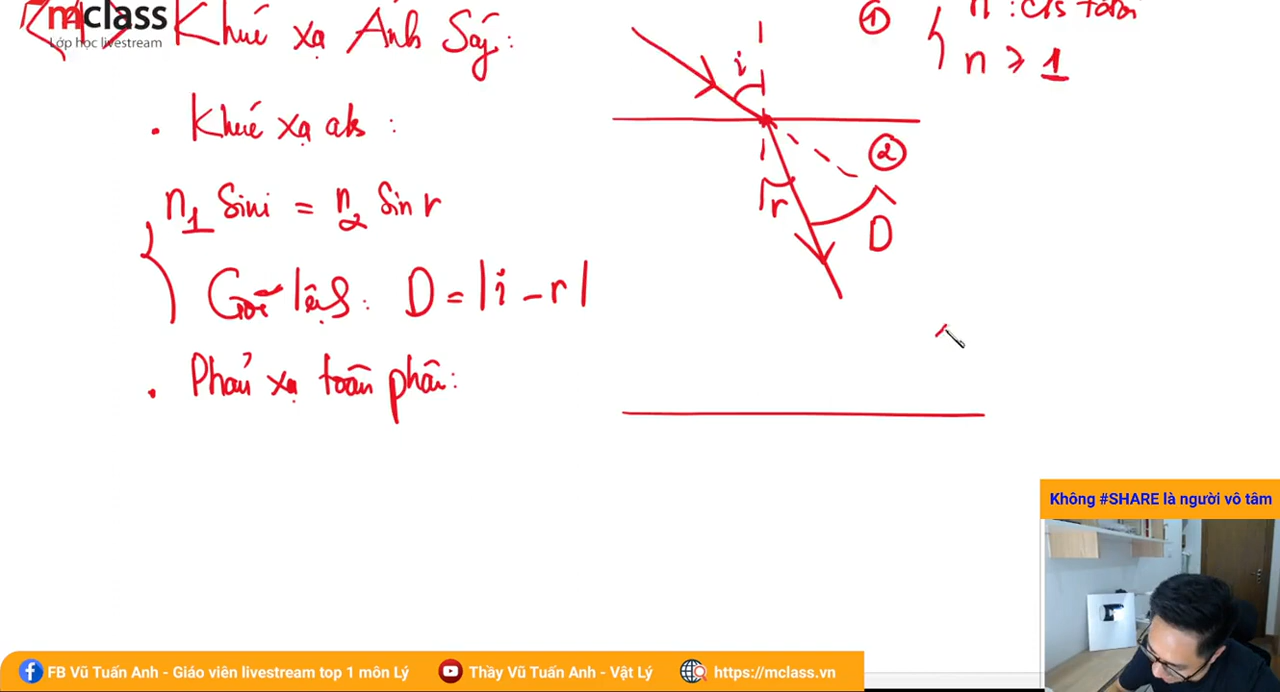 mclass
Lớp học livestream
Khúc xạ Ánh Sáng:
①
n : c/s
n ⩾ 1
i
• Khúc xạ as:
②
n1 Sini = n2 Sin r
r
D
Góc lệch: D = |i - r|
• Phản xạ toàn phần:
Không #SHARE là người vô tâm
FB Vũ Tuấn Anh - Giáo viên livestream top 1 môn Lý
Thầy Vũ Tuấn Anh - Vật Lý
https://mclass.vn